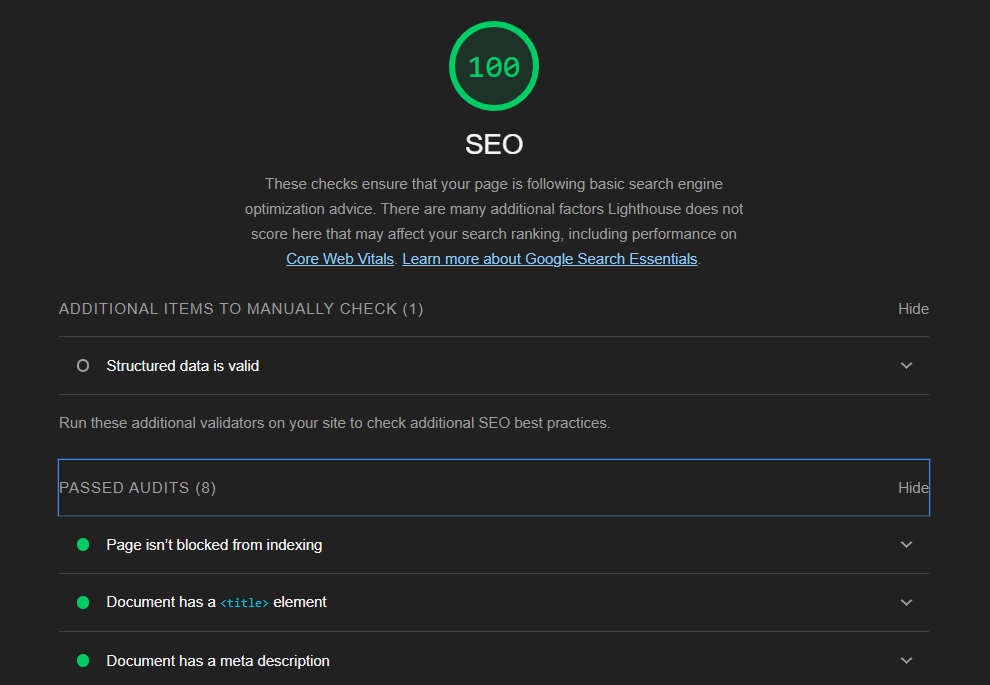 100
SEO
These checks ensure that your page is following basic search engine
optimization advice. There are many additional factors Lighthouse does not
score here that may affect your search ranking, including performance on
Core Web Vitals. Learn more about Google Search Essentials.
ADDITIONAL ITEMS TO MANUALLY CHECK (1) Hide
Structured data is valid
Run these additional validators on your site to check additional SEO best practices.
PASSED AUDITS (8) Hide
Page isn’t blocked from indexing
Document has a <title> element
Document has a meta description